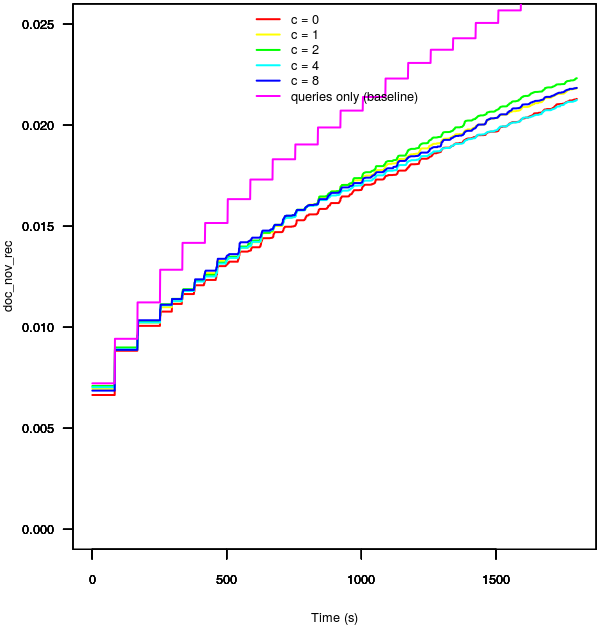 0.025
0.020
0.015
0.010
0.005
0.000
doc_nov_rec
c = 0
c = 1
c = 2
c = 4
c = 8
queries only (baseline)
0 500 1000 1500
Time (s)